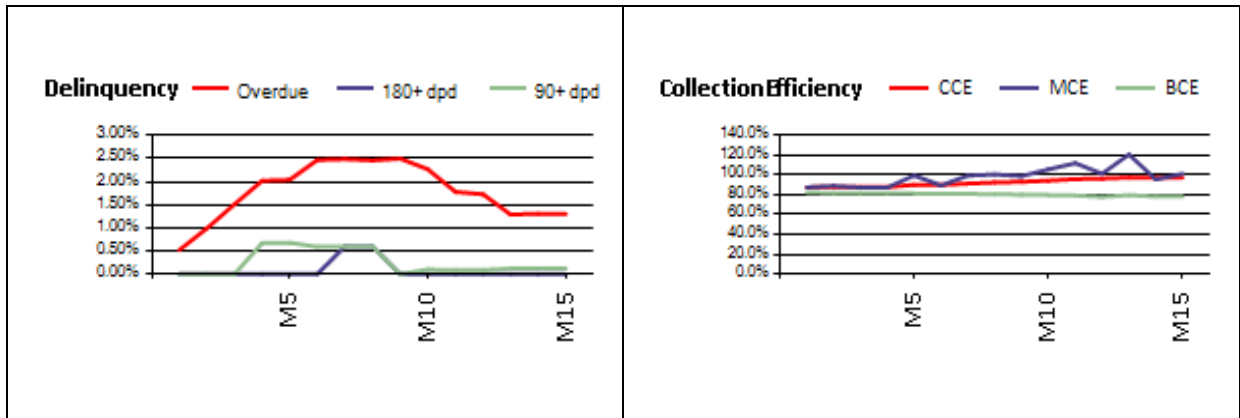 Delinquency Overdue 180+ dpd 90+ dpd
3.00%
2.50%
2.00%
1.50%
1.00%
0.50%
0.00%
M5
M10
M15
Collection Efficiency CCE MCE BCE
140.0%
120.0%
100.0%
80.0%
60.0%
40.0%
20.0%
0.0%
M5
M10
M15